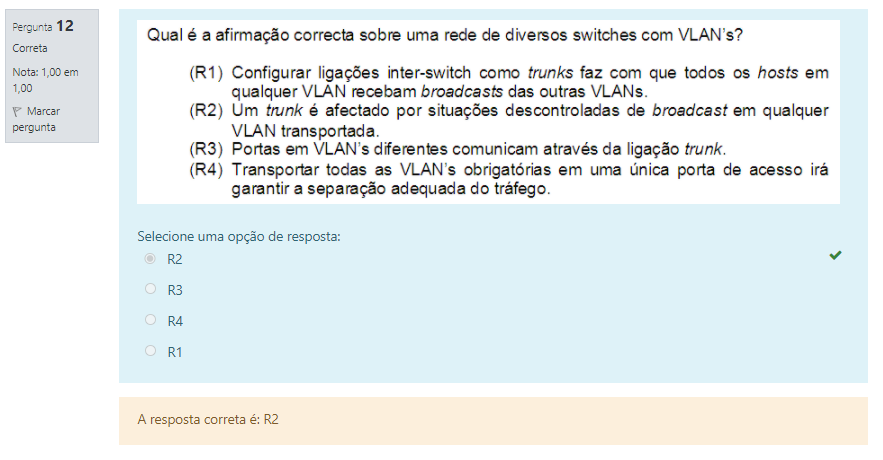 Pergunta 12
Correta
Nota: 1,00 em
1,00
Marcar
pergunta
Qual é a afirmação correcta sobre uma rede de diversos switches com VLAN's?
(R1) Configurar ligações inter-switch como trunks faz com que todos os hosts em
qualquer VLAN recebam broadcasts das outras VLANs.
(R2) Um trunk é afectado por situações descontroladas de broadcast em qualquer
VLAN transportada.
(R3) Portas em VLAN's diferentes comunicam através da ligação trunk.
(R4) Transportar todas as VLAN's obrigatórias em uma única porta de acesso irá
garantir a separação adequada do tráfego.
Selecione uma opção de resposta:
R2
R3
R4
R1
A resposta correta é: R2